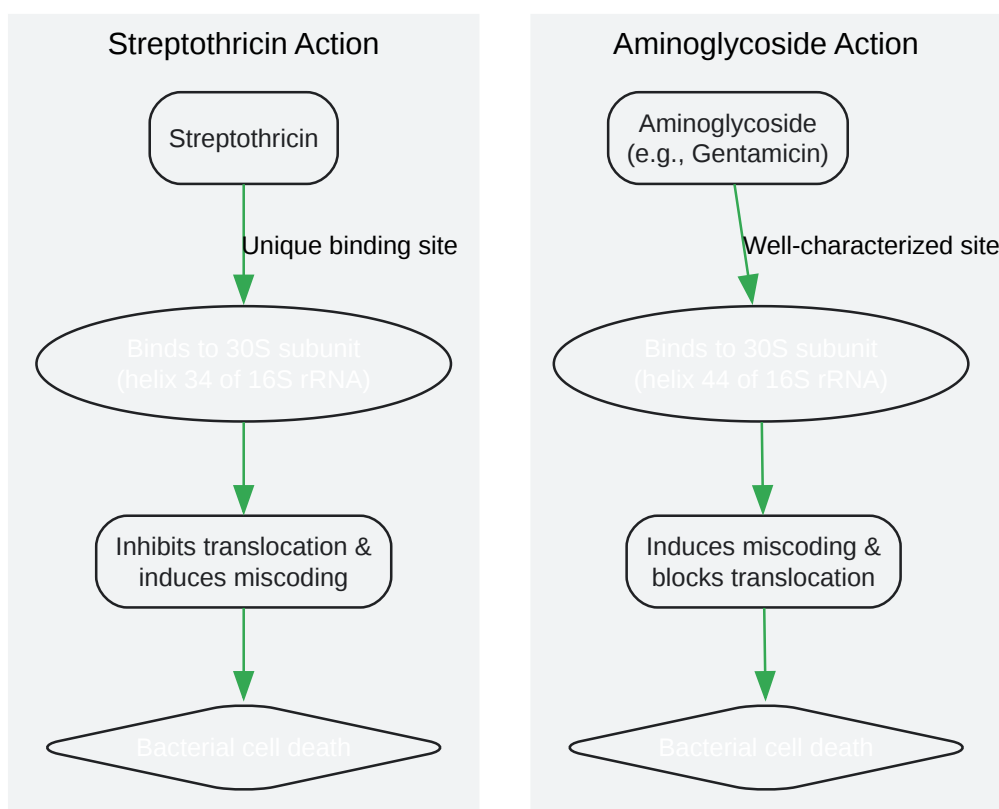 Streptothricin Action
Streptothricin
Unique binding site
Binds to 30S subunit
(helix 34 of 16S rRNA)
Inhibits translocation &
induces miscoding
Bacterial cell death
Aminoglycoside Action
Aminoglycoside
(e.g., Gentamicin)
Well-characterized site
Binds to 30S subunit
(helix 44 of 16S rRNA)
Induces miscoding &
blocks translocation
Bacterial cell death